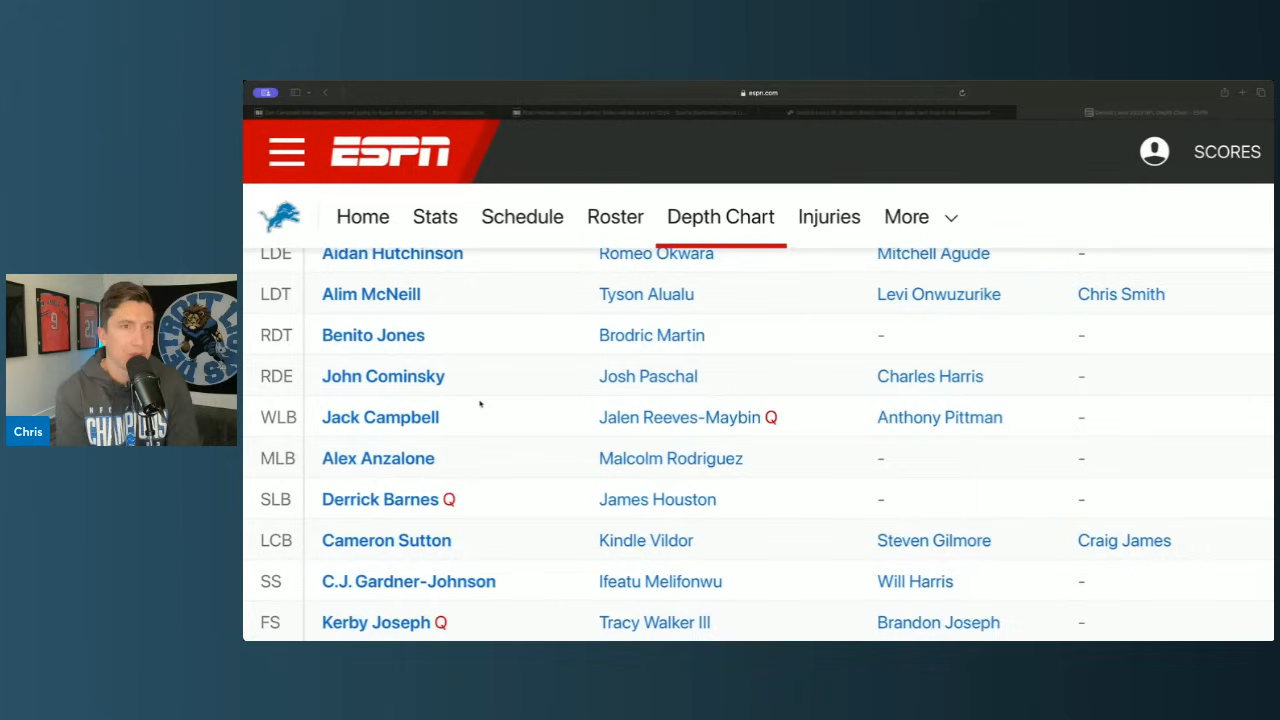 espn.com
ESPN
SCORES
Home Stats Schedule Roster Depth Chart Injuries More
LDE Aidan Hutchinson Romeo Okwara Mitchell Agude -
LDT Alim McNeill Tyson Alualu Levi Onwuzurike Chris Smith
RDT Benito Jones Brodric Martin - -
RDE John Cominsky Josh Paschal Charles Harris -
WLB Jack Campbell Jalen Reeves-Maybin Q Anthony Pittman -
MLB Alex Anzalone Malcolm Rodriguez - -
SLB Derrick Barnes Q James Houston - -
LCB Cameron Sutton Kindle Vildor Steven Gilmore Craig James
SS C.J. Gardner-Johnson Ifeatu Melifonwu Will Harris -
FS Kerby Joseph Q Tracy Walker III Brandon Joseph -
9
Chris